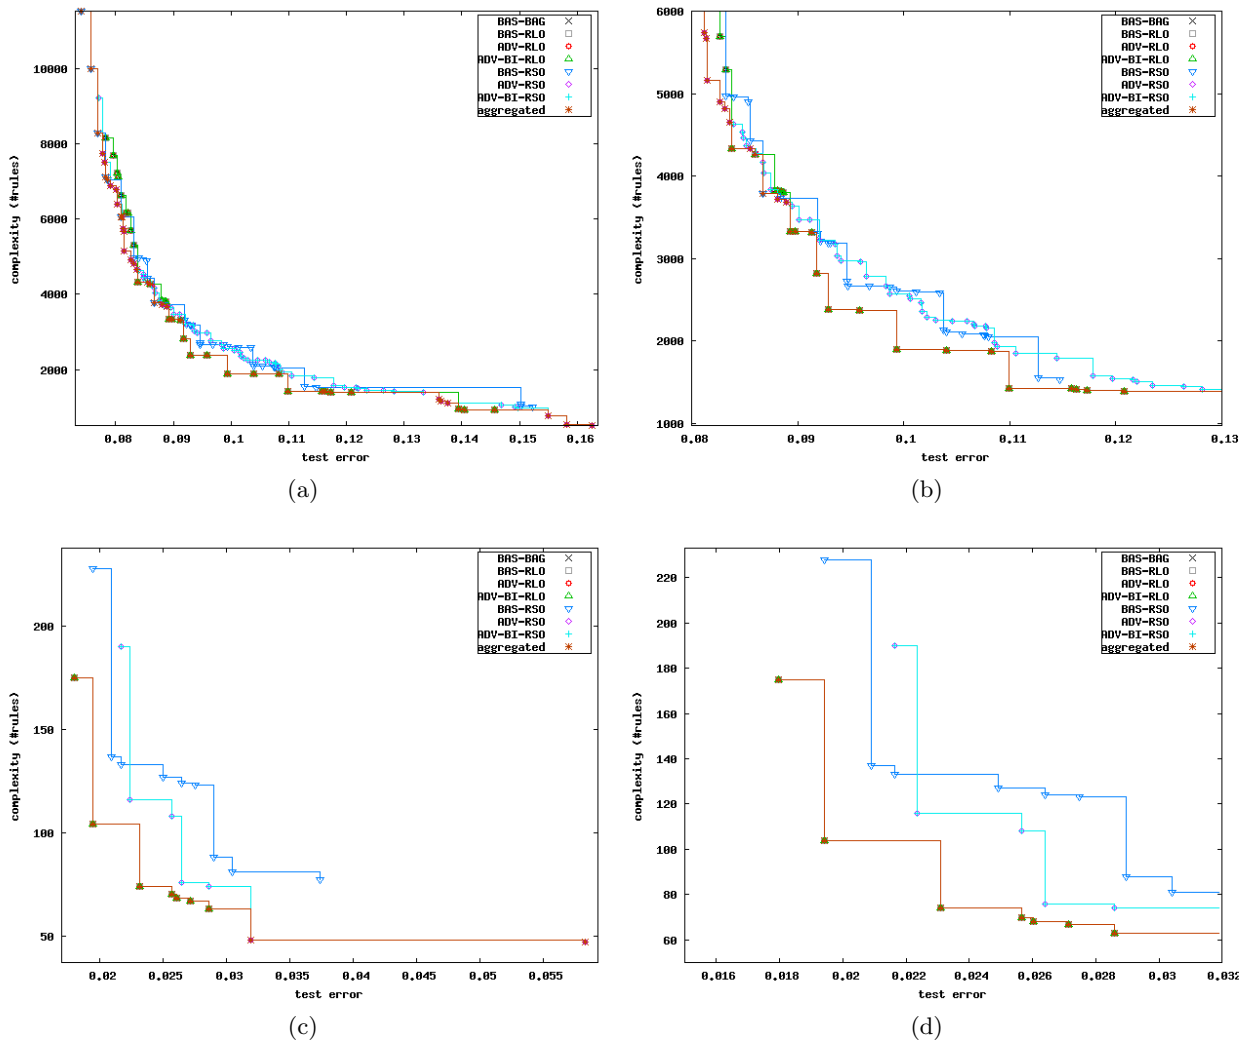 BAS-BAG
BAS-RLO
ADV-RLO
ADV-BI-RLO
BAS-RSO
ADV-RSO
ADV-BI-RSO
aggregated
10000
8000
6000
4000
2000
complexity (#rules)
0.08 0.09 0.1 0.11 0.12 0.13 0.14 0.15 0.16
test error
(a)
BAS-BAG
BAS-RLO
ADV-RLO
ADV-BI-RLO
BAS-RSO
ADV-RSO
ADV-BI-RSO
aggregated
6000
5000
4000
3000
2000
1000
complexity (#rules)
0.08 0.09 0.1 0.11 0.12 0.13
test error
(b)
BAS-BAG
BAS-RLO
ADV-RLO
ADV-BI-RLO
BAS-RSO
ADV-RSO
ADV-BI-RSO
aggregated
200
150
100
50
complexity (#rules)
0.02 0.025 0.03 0.035 0.04 0.045 0.05 0.055
test error
(c)
BAS-BAG
BAS-RLO
ADV-RLO
ADV-BI-RLO
BAS-RSO
ADV-RSO
ADV-BI-RSO
aggregated
220
200
180
160
140
120
100
80
60
complexity (#rules)
0.016 0.018 0.02 0.022 0.024 0.026 0.028 0.03 0.032
test error
(d)